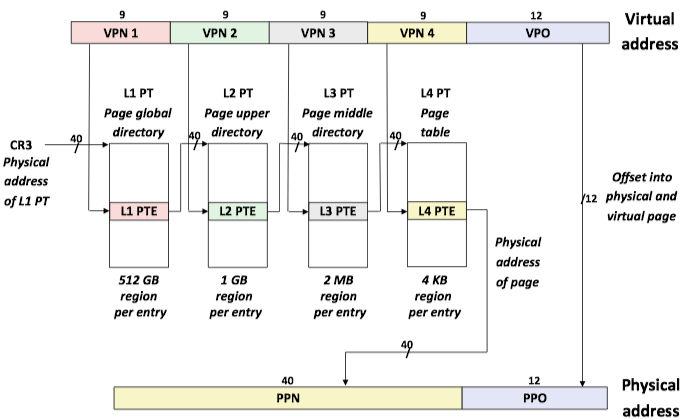 9 9 9 9 12
VPN 1 VPN 2 VPN 3 VPN 4 VPO
Virtual
address
L1 PT
Page global
directory
L2 PT
Page upper
directory
L3 PT
Page middle
directory
L4 PT
Page
table
CR3
Physical
address
of L1 PT
40
40
40
40
L1 PTE
L2 PTE
L3 PTE
L4 PTE
512 GB
region
per entry
1 GB
region
per entry
2 MB
region
per entry
4 KB
region
per entry
Physical
address
of page
/12
Offset into
physical and
virtual page
40
40 12
PPN PPO
Physical
address